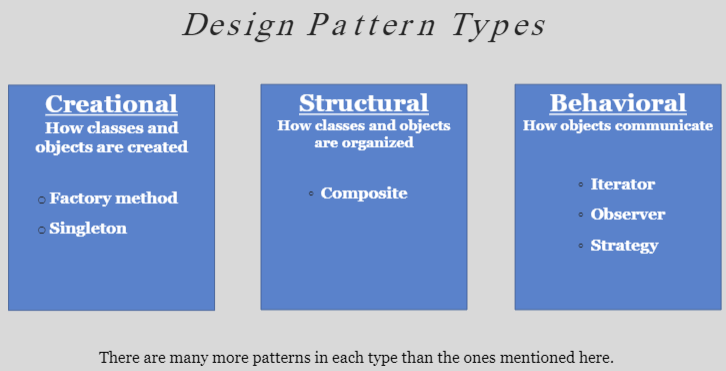 Design Pattern Types
Creational
How classes and
objects are created
○ Factory method
○ Singleton
Structural
How classes and objects
are organized
◦ Composite
Behavioral
How objects communicate
◦ Iterator
◦ Observer
◦ Strategy
There are many more patterns in each type than the ones mentioned here.